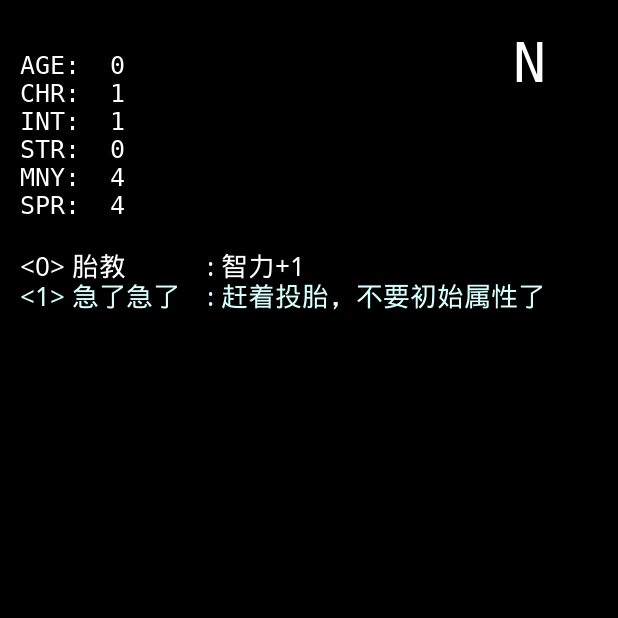 N
AGE: 0
CHR: 1
INT: 1
STR: 0
MNY: 4
SPR: 4
<0> 胎教 : 智力+1
<1> 急了急了 : 赶着投胎，不要初始属性了